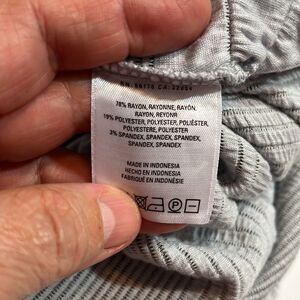 78% RAYON, RAYONNE, RAYÓN,
RAYON, REYONR
19% POLYESTER, POLYESTER, POLIÉSTER,
POLYESTERE, POLYESTER
3% SPANDEX, SPANDEX, SPANDEX,
SPANDEX, SPANDEX
MADE IN INDONESIA
HECHO EN INDONESIA
FABRIQUÉ EN INDONÉSIE